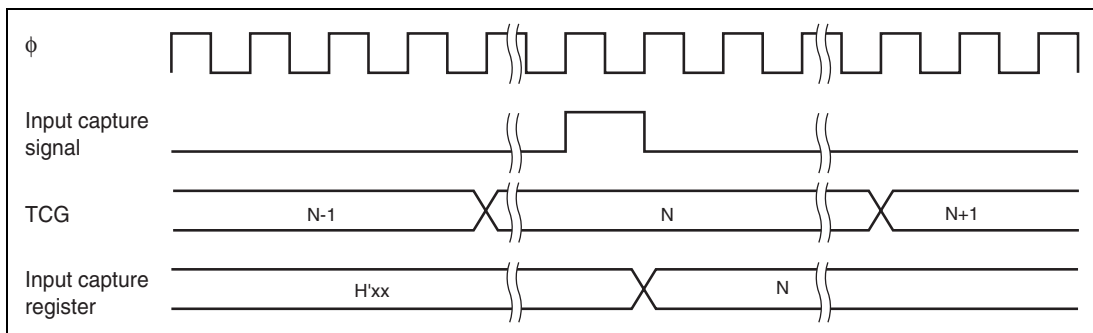 φ
Input capture
signal
TCG
N-1
N
N+1
Input capture
register
H'xx
N